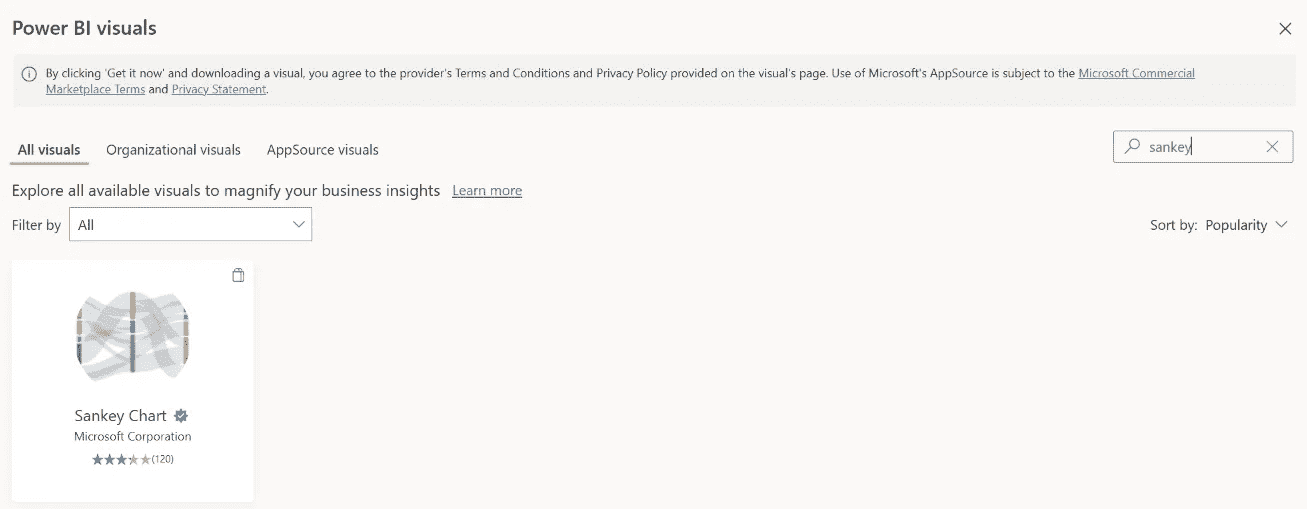 Power BI visuals
By clicking 'Get it now' and downloading a visual, you agree to the provider's Terms and Conditions and Privacy Policy provided on the visual's page. Use of Microsoft's AppSource is subject to the Microsoft Commercial
Marketplace Terms and Privacy Statement.
All visuals Organizational visuals AppSource visuals sankey
Explore all available visuals to magnify your business insights Learn more
Filter by All Sort by: Popularity
Sankey Chart
Microsoft Corporation
(120)